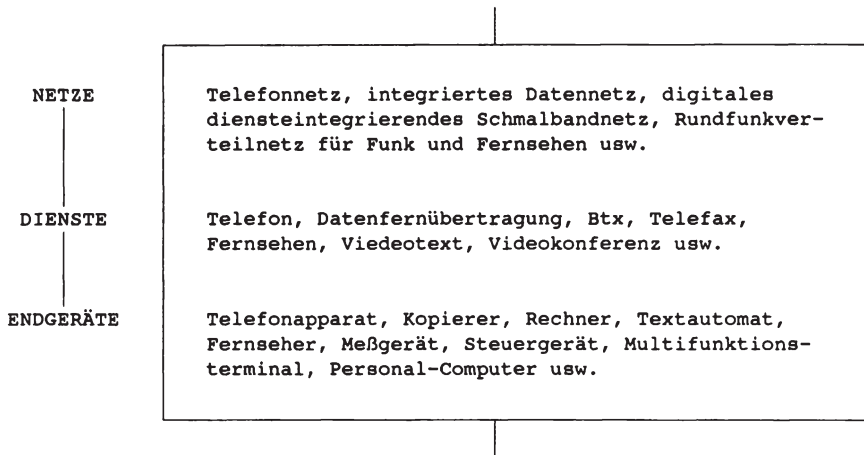 NETZE Telefonnetz, integriertes Datennetz, digitales
diensteintegrierendes Schmalbandnetz, Rundfunkver-
teilnetz für Funk und Fernsehen usw.
DIENSTE Telefon, Datenfernübertragung, Btx, Telefax,
Fernsehen, Viedeotext, Videokonferenz usw.
ENDGERÄTE Telefonapparat, Kopierer, Rechner, Textautomat,
Fernseher, Meßgerät, Steuergerät, Multifunktions-
terminal, Personal-Computer usw.